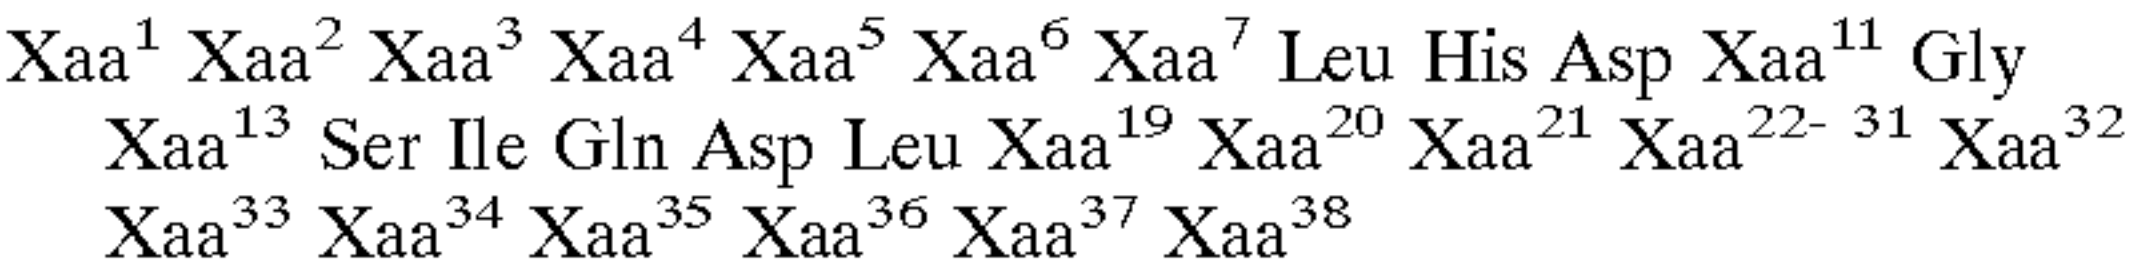 Xaa¹ Xaa² Xaa³ Xaa⁴ Xaa⁵ Xaa⁶ Xaa⁷ Leu His Asp Xaa¹¹ Gly
Xaa¹³ Ser Ile Gln Asp Leu Xaa¹⁹ Xaa²⁰ Xaa²¹ Xaa²²⁻ ³¹ Xaa³²
Xaa³³ Xaa³⁴ Xaa³⁵ Xaa³⁶ Xaa³⁷ Xaa³⁸